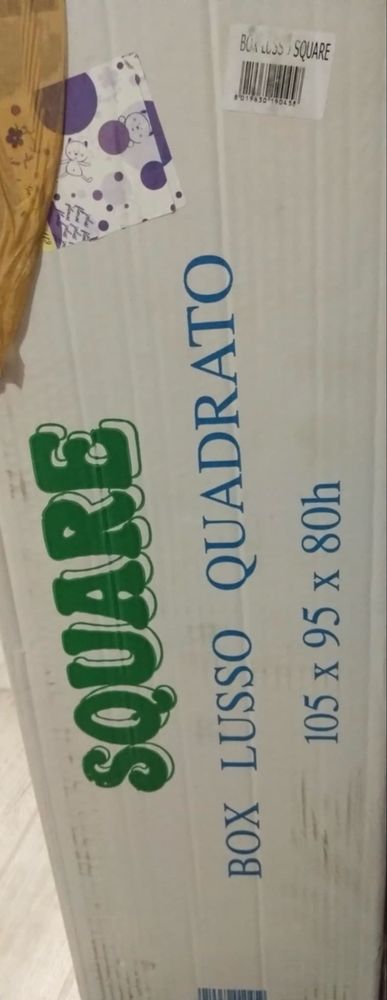 SQUARE
BOX LUSSO QUADRATO
105 x 95 x 80h
BOX LUSSO SQUARE